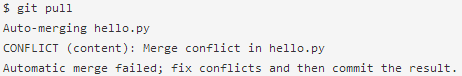 $ git pull
Auto-merging hello.py
CONFLICT (content): Merge conflict in hello.py
Automatic merge failed; fix conflicts and then commit the result.